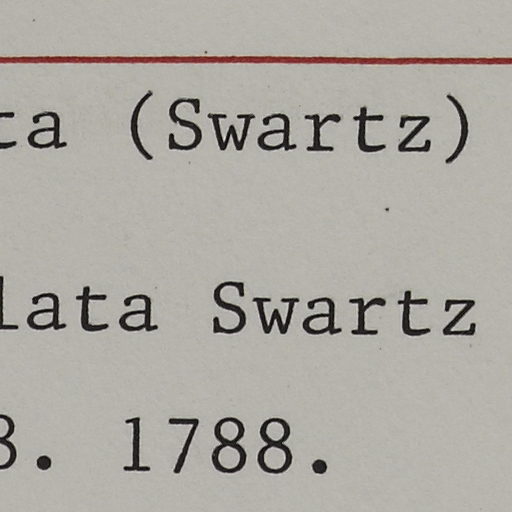 ta (Swartz)
lata Swartz
3. 1788.